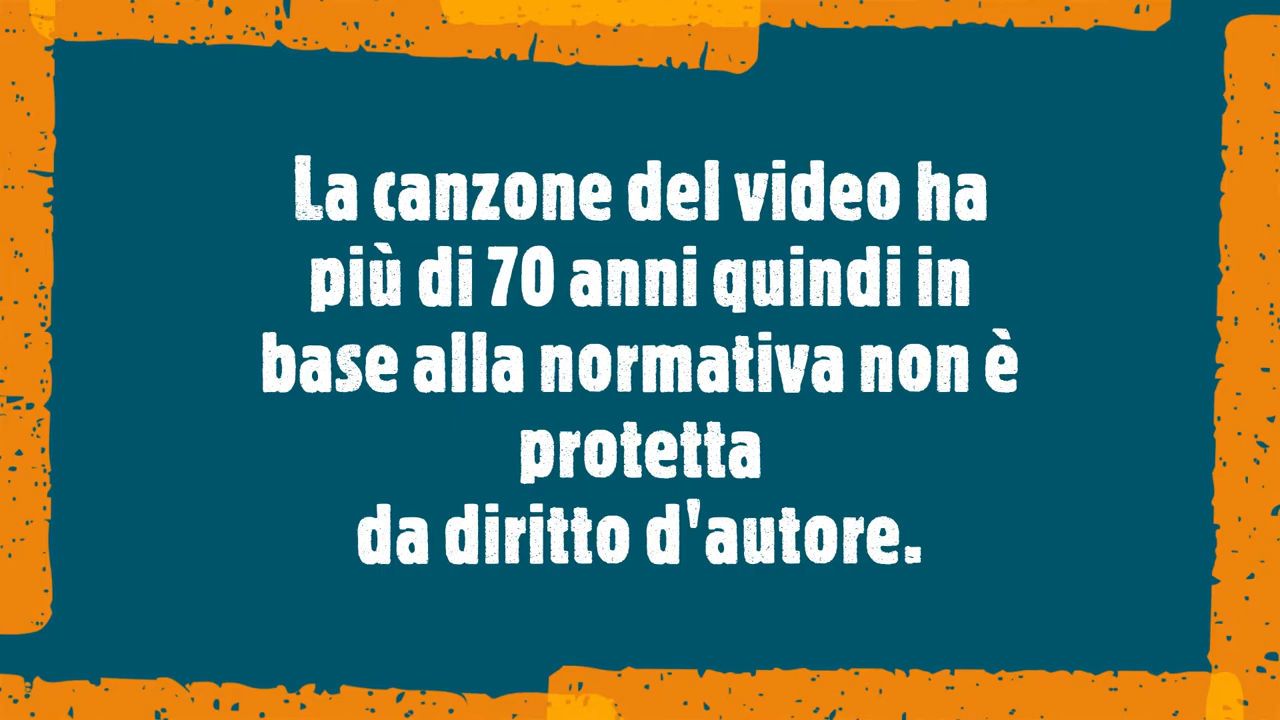 La canzone del video ha
più di 70 anni quindi in
base alla normativa non è
protetta
da diritto d'autore.